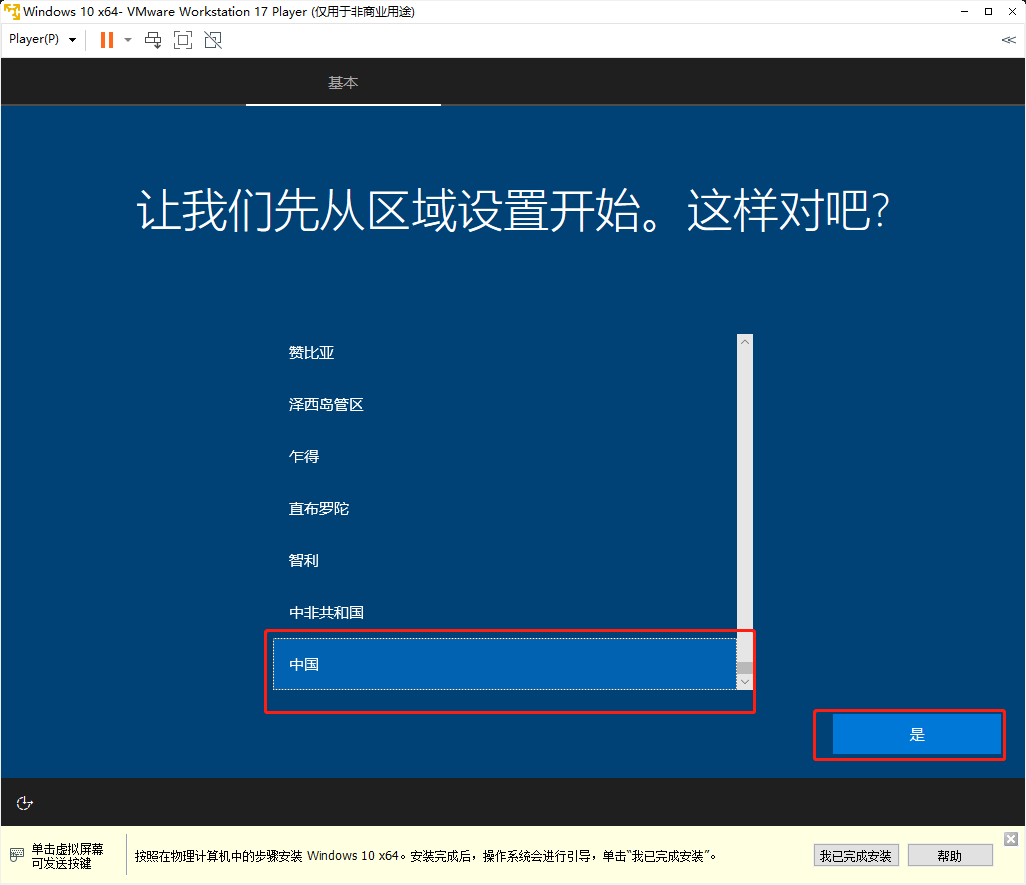 Windows 10 x64- VMware Workstation 17 Player (仅用于非商业用途)
Player(P)
基本
让我们先从区域设置开始。这样对吧?
赞比亚
泽西岛管区
乍得
直布罗陀
智利
中非共和国
中国
是
单击虚拟屏幕
可发送按键
按照在物理计算机中的步骤安装 Windows 10 x64。安装完成后，操作系统会进行引导，单击“我已完成安装”。
我已完成安装
帮助